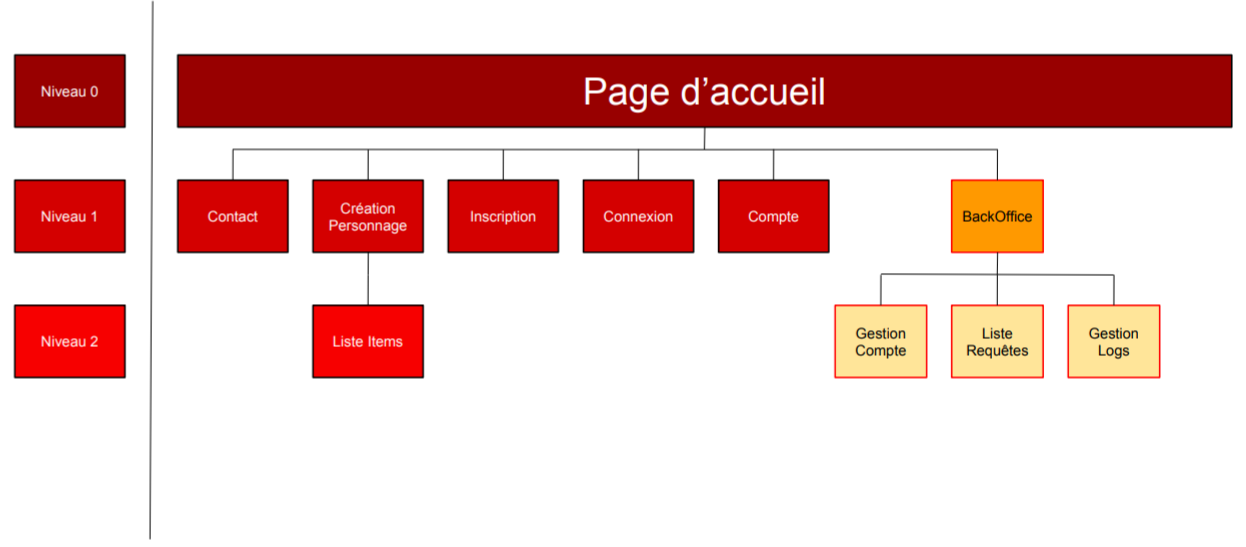 Niveau 0
Page d’accueil
Niveau 1
Contact
Création
Personnage
Inscription
Connexion
Compte
BackOffice
Niveau 2
Liste Items
Gestion
Compte
Liste
Requêtes
Gestion
Logs